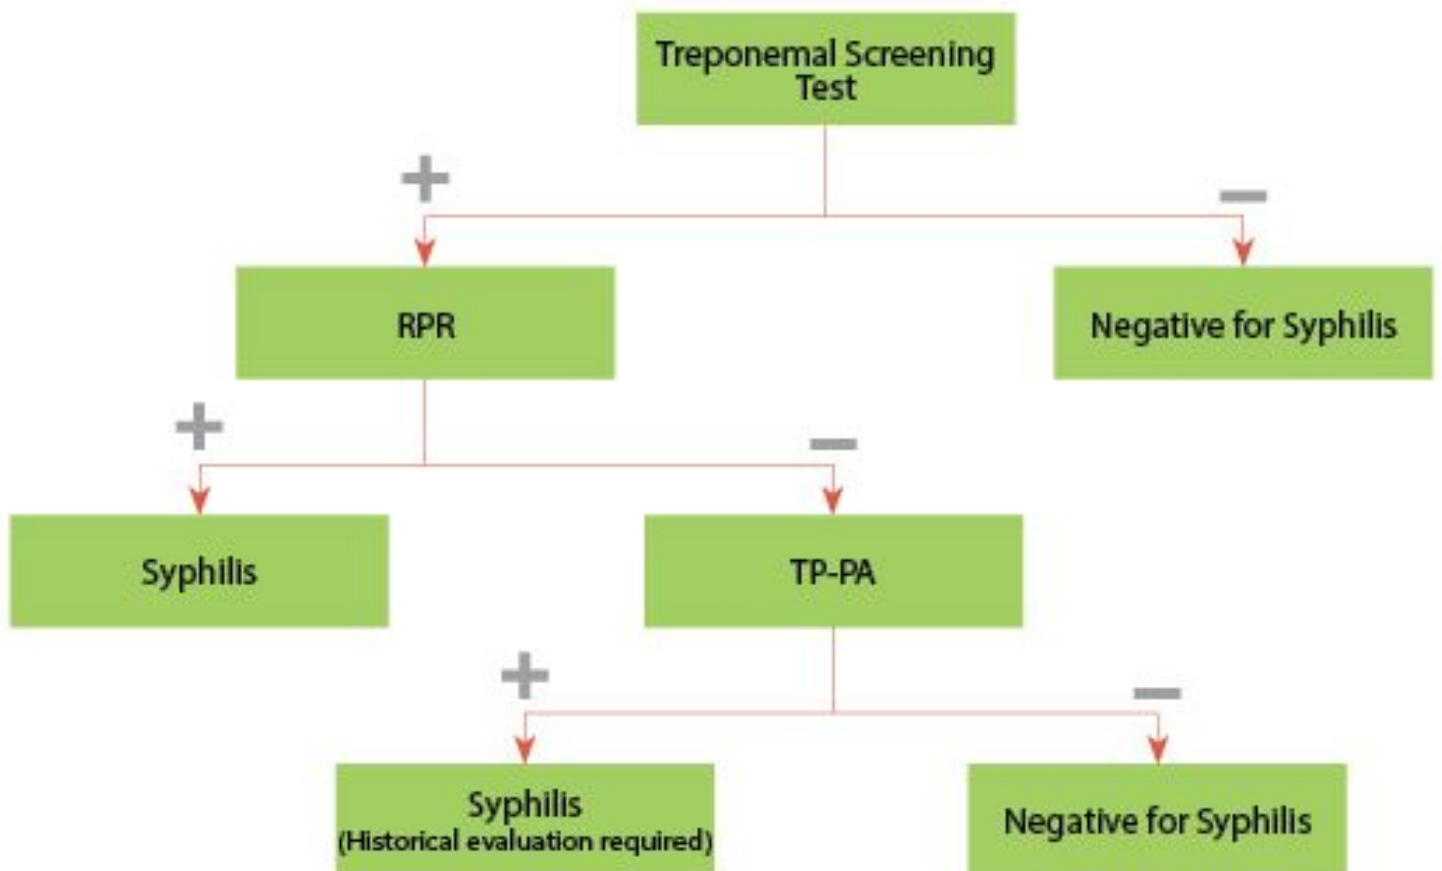 Treponemal Screening
Test
+
−
RPR
Negative for Syphilis
+
−
Syphilis
TP-PA
+
−
Syphilis
(Historical evaluation required)
Negative for Syphilis